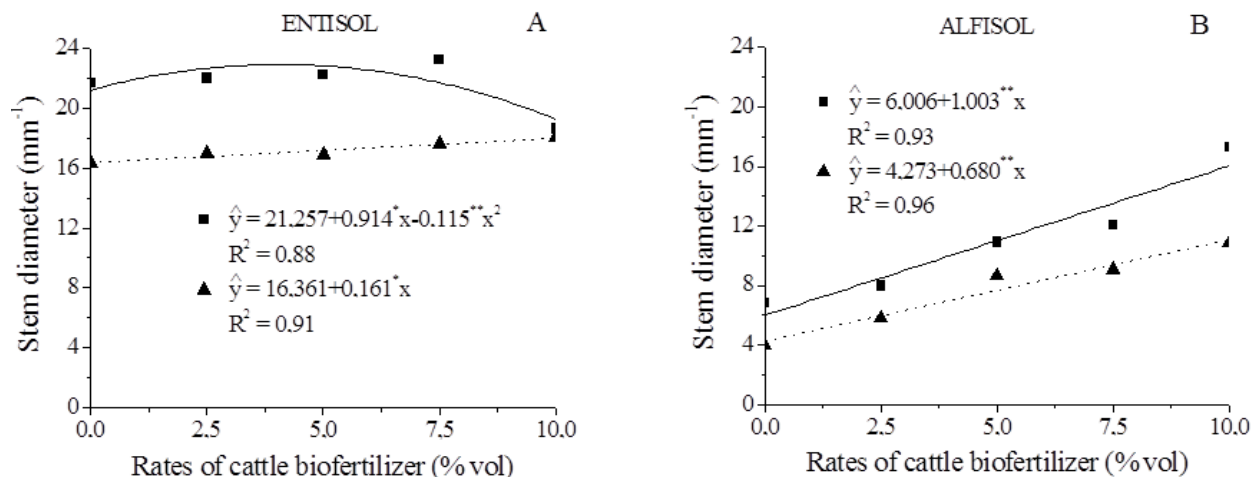 ENTISOL
A
24
20
16
12
8
4
0
Stem diameter (mm⁻¹)
ŷ = 21.257+0.914*x-0.115**x²
R² = 0.88
ŷ = 16.361+0.161*x
R² = 0.91
0.0 2.5 5.0 7.5 10.0
Rates of cattle biofertilizer (% vol)
ALFISOL
B
24
20
16
12
8
4
0
Stem diameter (mm⁻¹)
ŷ = 6.006+1.003**x
R² = 0.93
ŷ = 4.273+0.680**x
R² = 0.96
0.0 2.5 5.0 7.5 10.0
Rates of cattle biofertilizer (% vol)